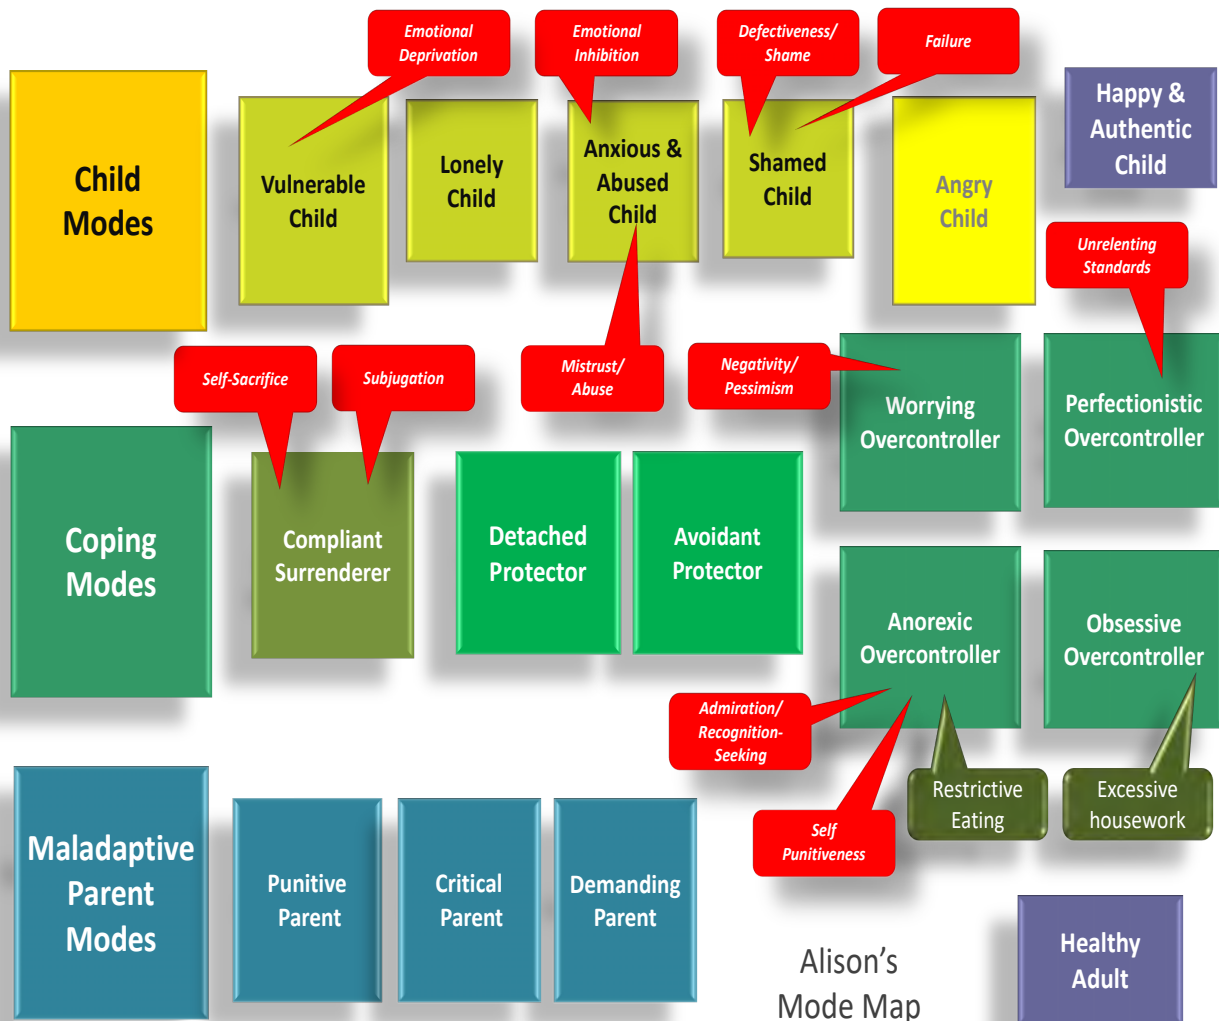 Emotional
Deprivation
Emotional
Inhibition
Defectiveness/
Shame
Failure
Child
Modes
Vulnerable
Child
Lonely
Child
Anxious &
Abused
Child
Shamed
Child
Angry
Child
Happy &
Authentic
Child
Unrelenting
Standards
Self-Sacrifice
Subjugation
Mistrust/
Abuse
Negativity/
Pessimism
Worrying
Overcontroller
Perfectionistic
Overcontroller
Coping
Modes
Compliant
Surrenderer
Detached
Protector
Avoidant
Protector
Anorexic
Overcontroller
Obsessive
Overcontroller
Admiration/
Recognition-
Seeking
Self
Punitiveness
Restrictive
Eating
Excessive
housework
Maladaptive
Parent
Modes
Punitive
Parent
Critical
Parent
Demanding
Parent
Alison’s
Mode Map
Healthy
Adult